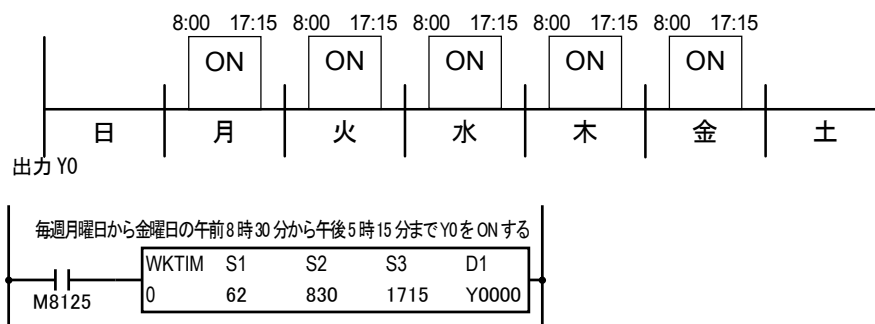 8:00 17:15 8:00 17:15 8:00 17:15 8:00 17:15 8:00 17:15
ON ON ON ON ON
日 月 火 水 木 金 土
出力 Y0
毎週月曜日から金曜日の午前8時30分から午後5時15分までY0をONする
WKTIM S1 S2 S3 D1
0 62 830 1715 Y0000
M8125